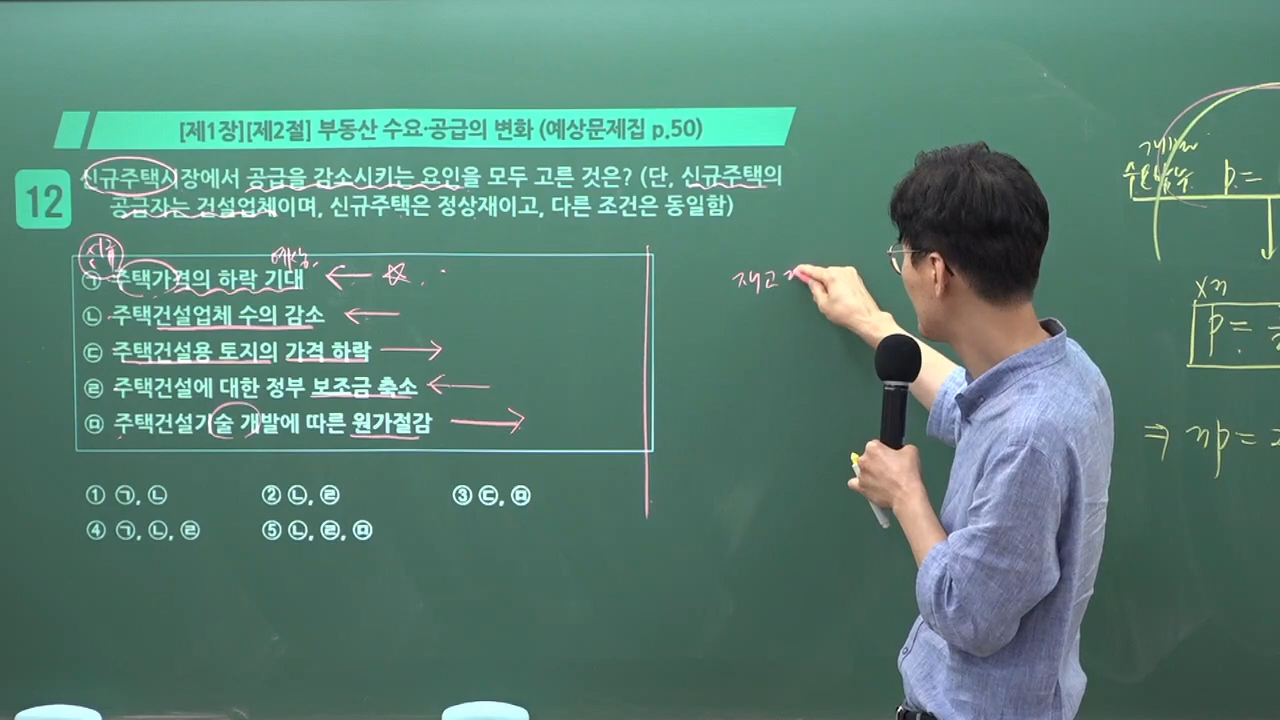 [제1장][제2절] 부동산 수요·공급의 변화 (예상문제집 p.50)
12 신규주택시장에서 공급을 감소시키는 요인을 모두 고른 것은? (단, 신규주택의
공급자는 건설업체이며, 신규주택은 정상재이고, 다른 조건은 동일함)
신규
예상.
㉠ 주택가격의 하락 기대
㉡ 주택건설업체 수의 감소
㉢ 주택건설용 토지의 가격 하락
㉣ 주택건설에 대한 정부 보조금 축소
㉤ 주택건설기술 개발에 따른 원가절감
① ㉠, ㉡ ② ㉡, ㉣ ③ ㉢, ㉤
④ ㉠, ㉡, ㉣ ⑤ ㉡, ㉣, ㉤
재고
P =
xn
P =
⇒ np =